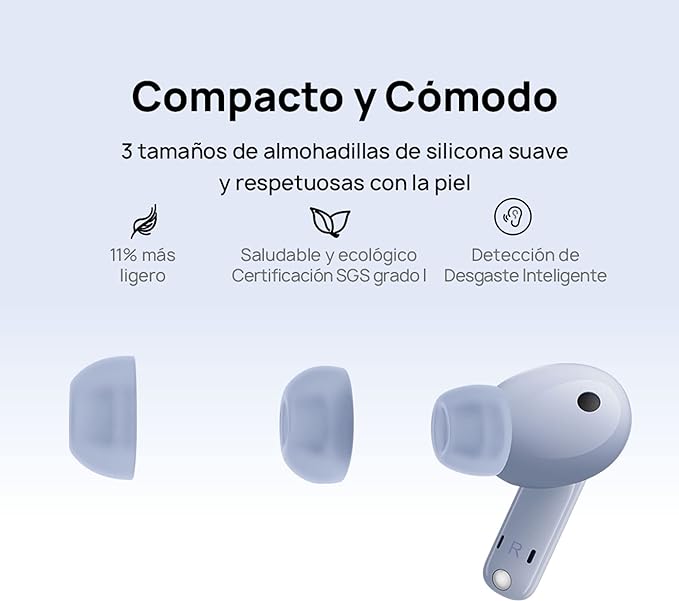 Compacto y Cómodo
3 tamaños de almohadillas de silicona suave
y respetuosas con la piel
11% más
ligero
Saludable y ecológico
Certificación SGS grado I
Detección de
Desgaste Inteligente
R